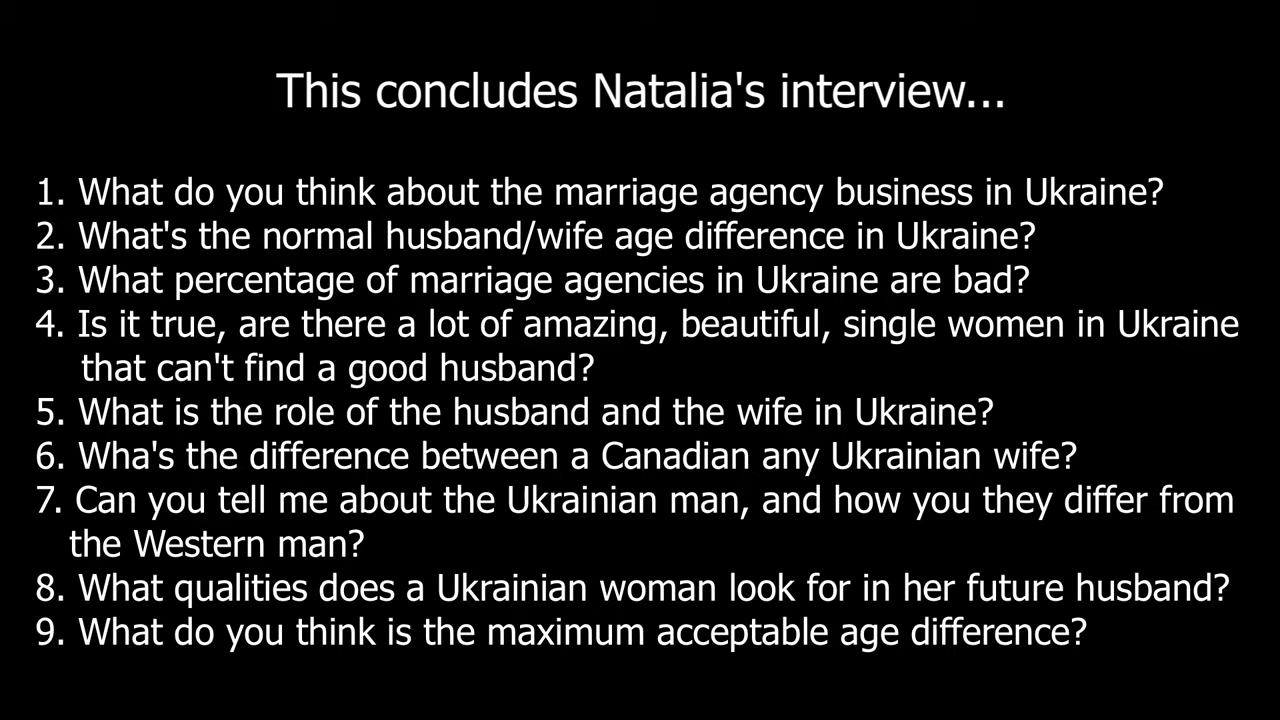 This concludes Natalia's interview...
1. What do you think about the marriage agency business in Ukraine?
2. What's the normal husband/wife age difference in Ukraine?
3. What percentage of marriage agencies in Ukraine are bad?
4. Is it true, are there a lot of amazing, beautiful, single women in Ukraine
that can't find a good husband?
5. What is the role of the husband and the wife in Ukraine?
6. Wha's the difference between a Canadian any Ukrainian wife?
7. Can you tell me about the Ukrainian man, and how you they differ from
the Western man?
8. What qualities does a Ukrainian woman look for in her future husband?
9. What do you think is the maximum acceptable age difference?